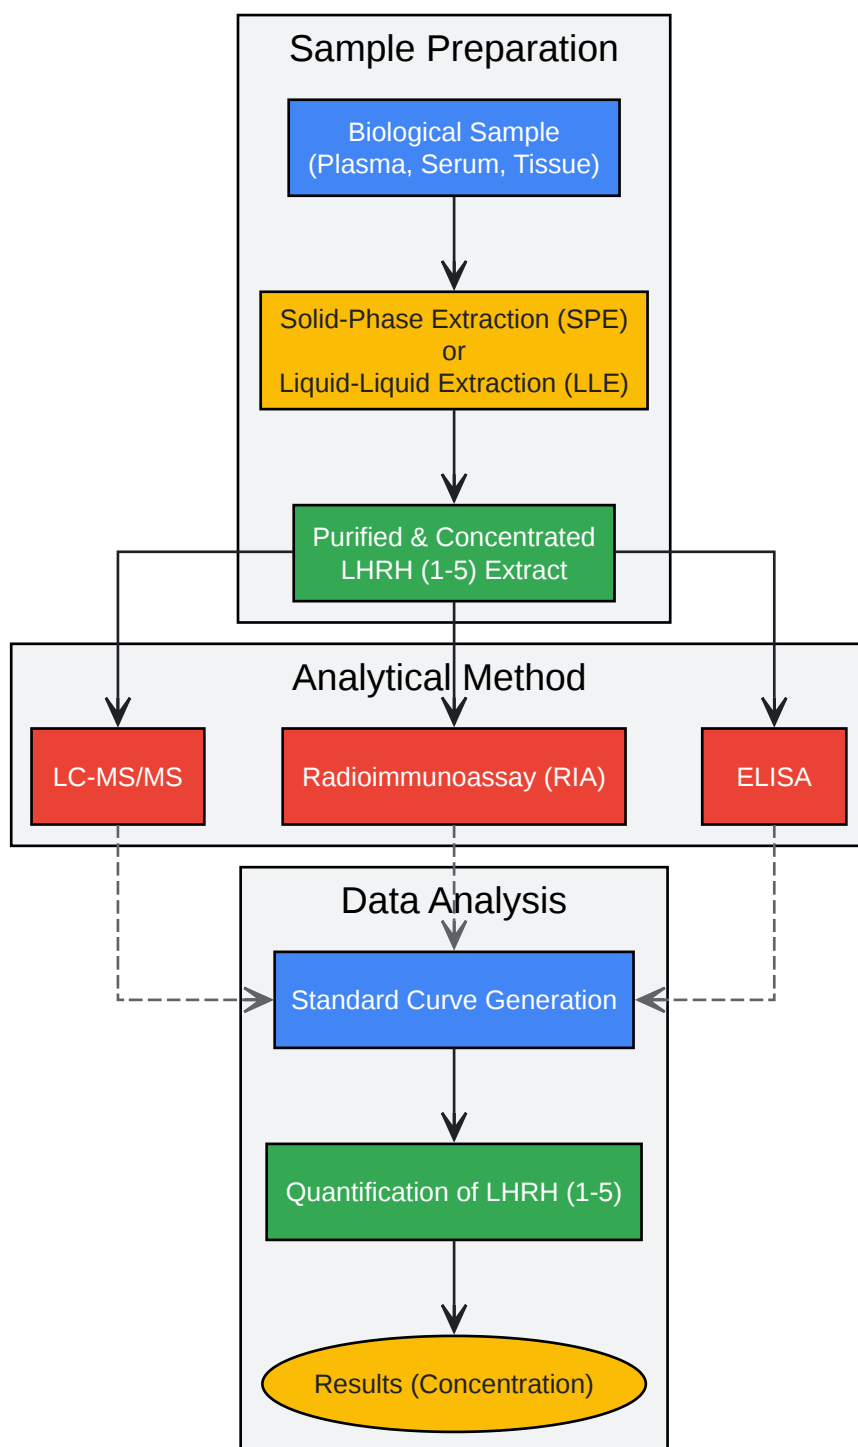 Sample Preparation
Biological Sample
(Plasma, Serum, Tissue)
Solid-Phase Extraction (SPE)
or
Liquid-Liquid Extraction (LLE)
Purified & Concentrated
LHRH (1-5) Extract
Analytical Method
LC-MS/MS
Radioimmunoassay (RIA)
ELISA
Data Analysis
Standard Curve Generation
Quantification of LHRH (1-5)
Results (Concentration)